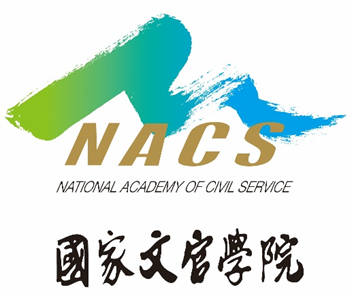 NACS
NATIONAL ACADEMY OF CIVIL SERVICE
國家文官學院